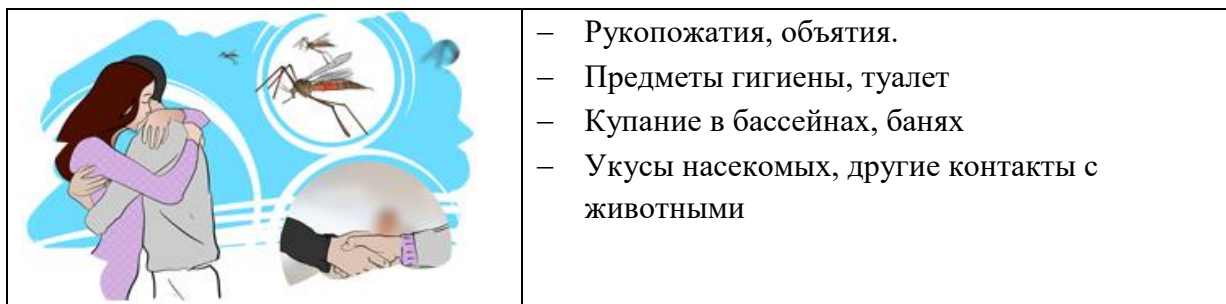 – Рукопожатия, объятия.
– Предметы гигиены, туалет
– Купание в бассейнах, банях
– Укусы насекомых, другие контакты с
животными